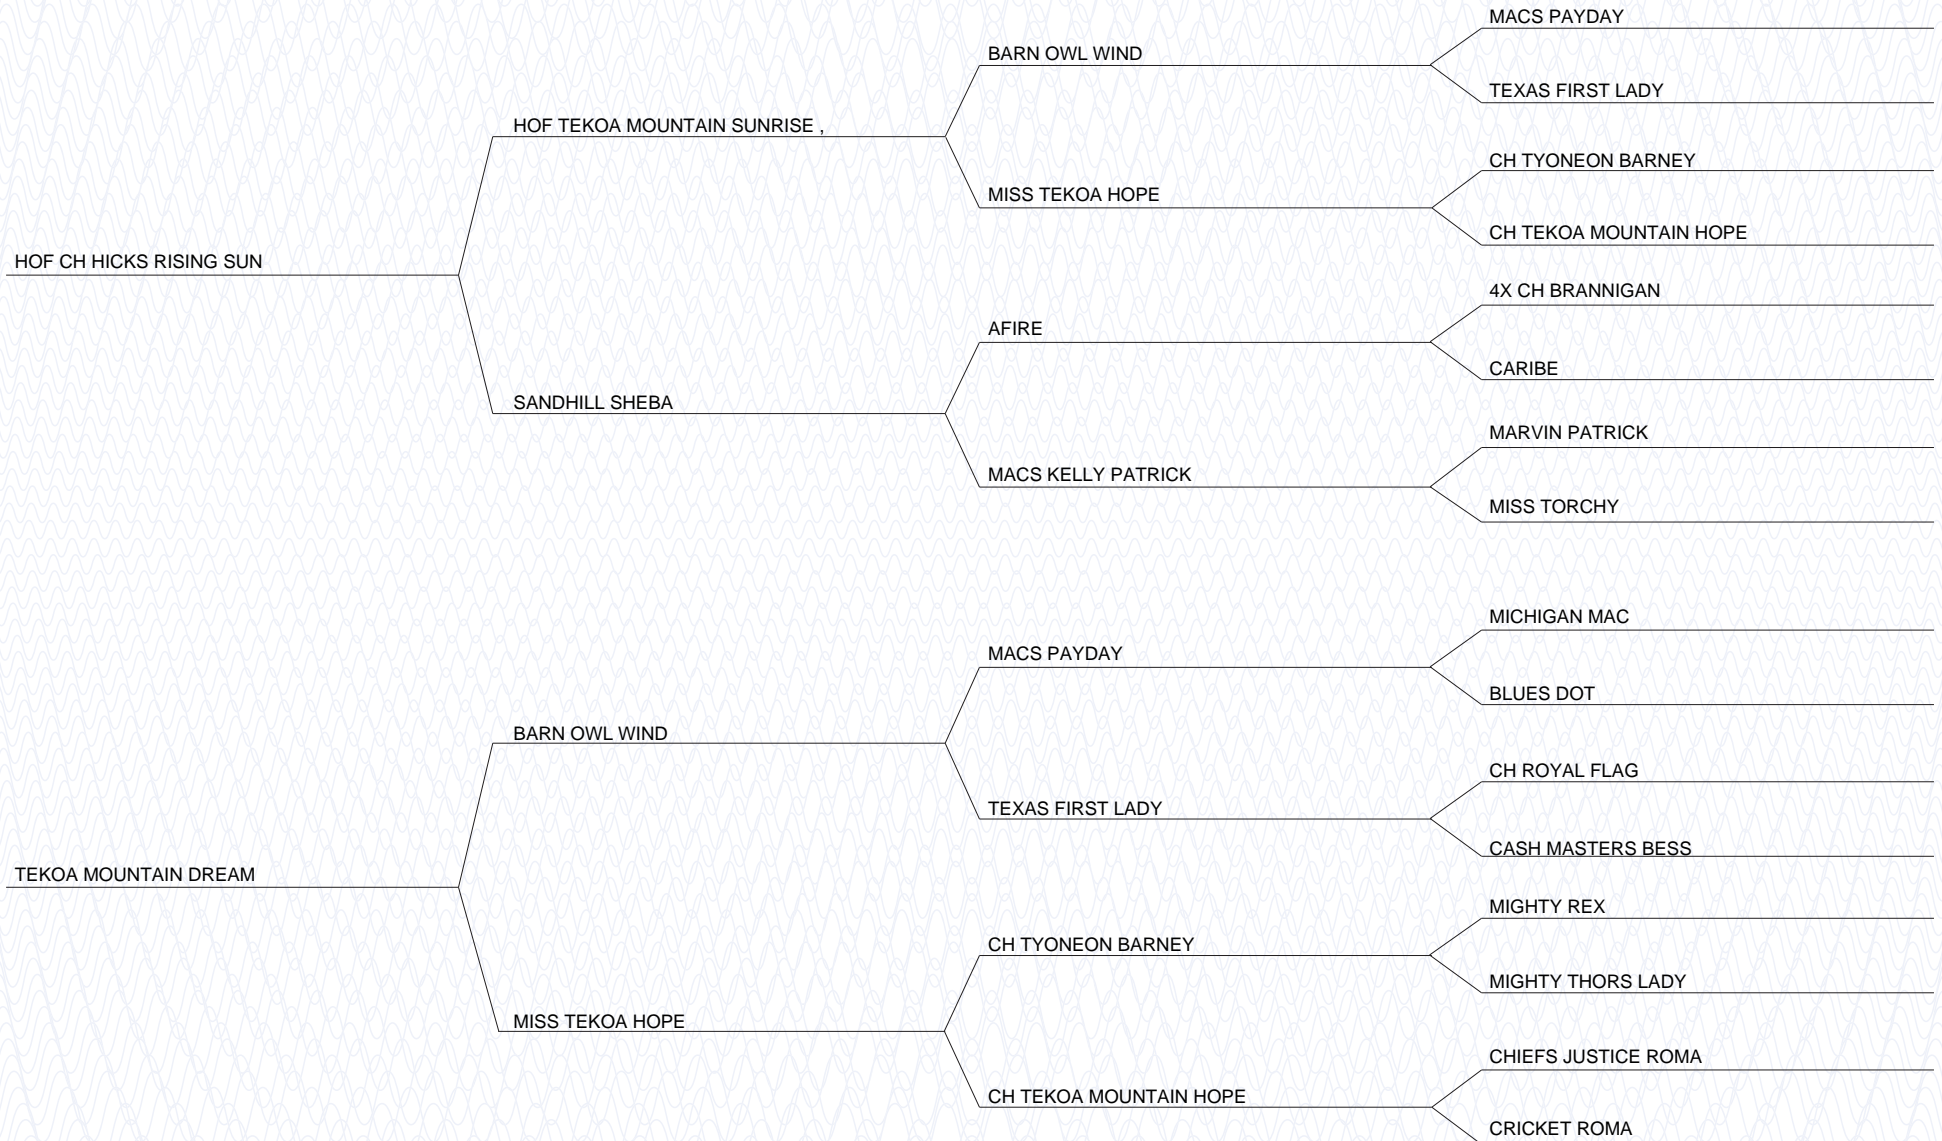 MACS PAYDAY
BARN OWL WIND
TEXAS FIRST LADY
HOF TEKOA MOUNTAIN SUNRISE ,
CH TYONEON BARNEY
MISS TEKOA HOPE
CH TEKOA MOUNTAIN HOPE
HOF CH HICKS RISING SUN
4X CH BRANNIGAN
AFIRE
CARIBE
SANDHILL SHEBA
MARVIN PATRICK
MACS KELLY PATRICK
MISS TORCHY
MICHIGAN MAC
MACS PAYDAY
BLUES DOT
BARN OWL WIND
CH ROYAL FLAG
TEXAS FIRST LADY
CASH MASTERS BESS
TEKOA MOUNTAIN DREAM
MIGHTY REX
CH TYONEON BARNEY
MIGHTY THORS LADY
MISS TEKOA HOPE
CHIEFS JUSTICE ROMA
CH TEKOA MOUNTAIN HOPE
CRICKET ROMA